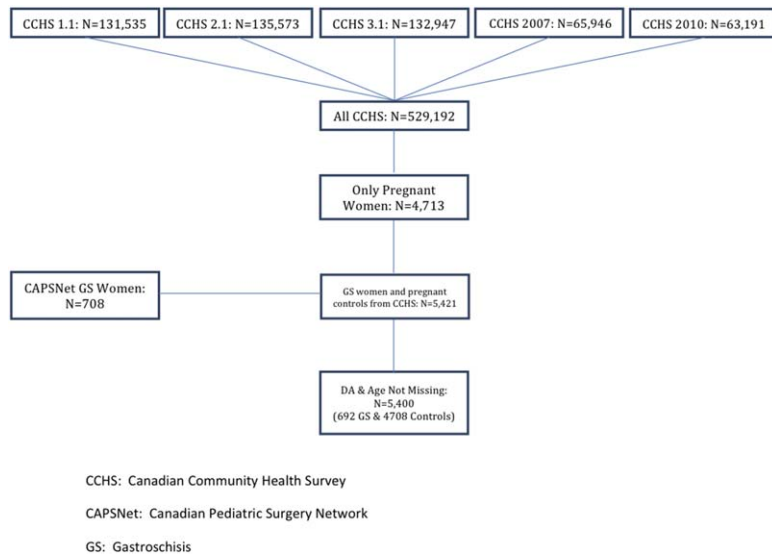 CCHS 1.1: N=131,535
CCHS 2.1: N=135,573
CCHS 3.1: N=132,947
CCHS 2007: N=65,946
CCHS 2010: N=63,191
All CCHS: N=529,192
Only Pregnant
Women: N=4,713
CAPSNet GS Women:
N=708
GS women and pregnant
controls from CCHS: N=5,421
DA & Age Not Missing:
N=5,400
(692 GS & 4708 Controls)
CCHS: Canadian Community Health Survey
CAPSNet: Canadian Pediatric Surgery Network
GS: Gastroschisis